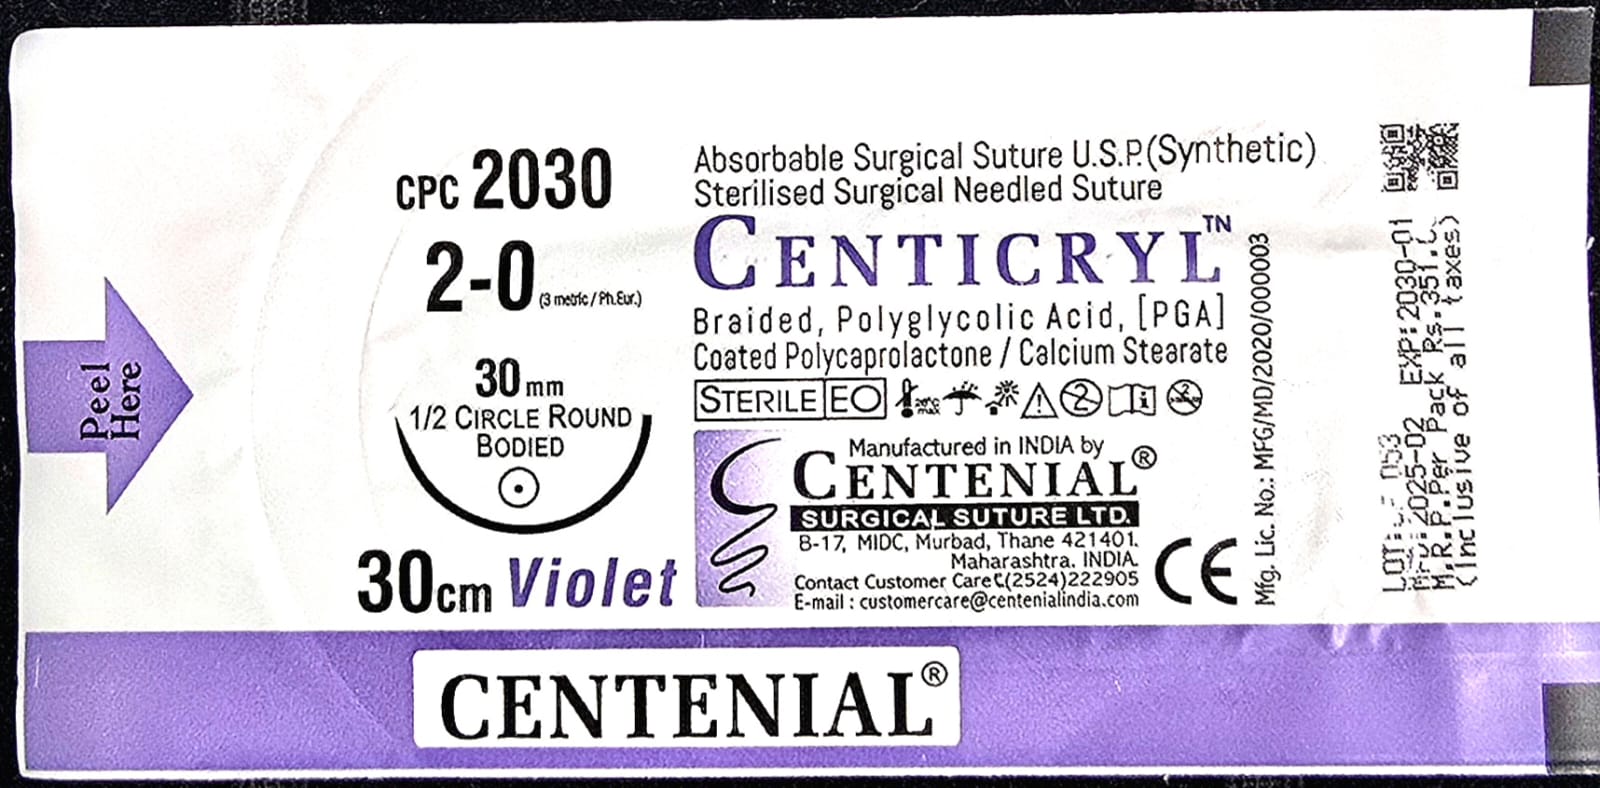 Peel
Here
CPC 2030
2-0 (3 metric / Ph.Eur.)
30mm
1/2 CIRCLE ROUND
BODIED
30cm Violet
Absorbable Surgical Suture U.S.P.(Synthetic)
Sterilised Surgical Needled Suture
CENTICRYL™
Braided, Polyglycolic Acid, [PGA]
Coated Polycaprolactone / Calcium Stearate
STERILE EO
Manufactured in INDIA by
CENTENIAL®
SURGICAL SUTURE LTD.
B-17, MIDC, Murbad, Thane 421401.
Maharashtra. INDIA.
Contact Customer Care (2524)222905
E-mail : customercare@centenialindia.com
CE
Mfg. Lic. No.: MFG/MD/2020/000003
2025-02 EXP:2030-01
M.R.P.Per Pack Rs.351.
(Inclusive of all taxes)
CENTENIAL®